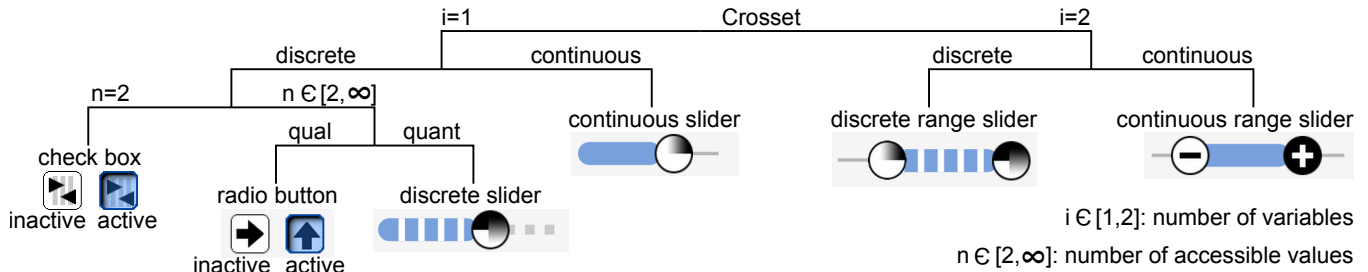 i=1 Crosset i=2
discrete continuous discrete continuous
n=2 n Є [2,∞]
qual quant
continuous slider discrete range slider continuous range slider
check box
radio button discrete slider
inactive active
i Є [1,2]: number of variables
n Є [2,∞]: number of accessible values
inactive active